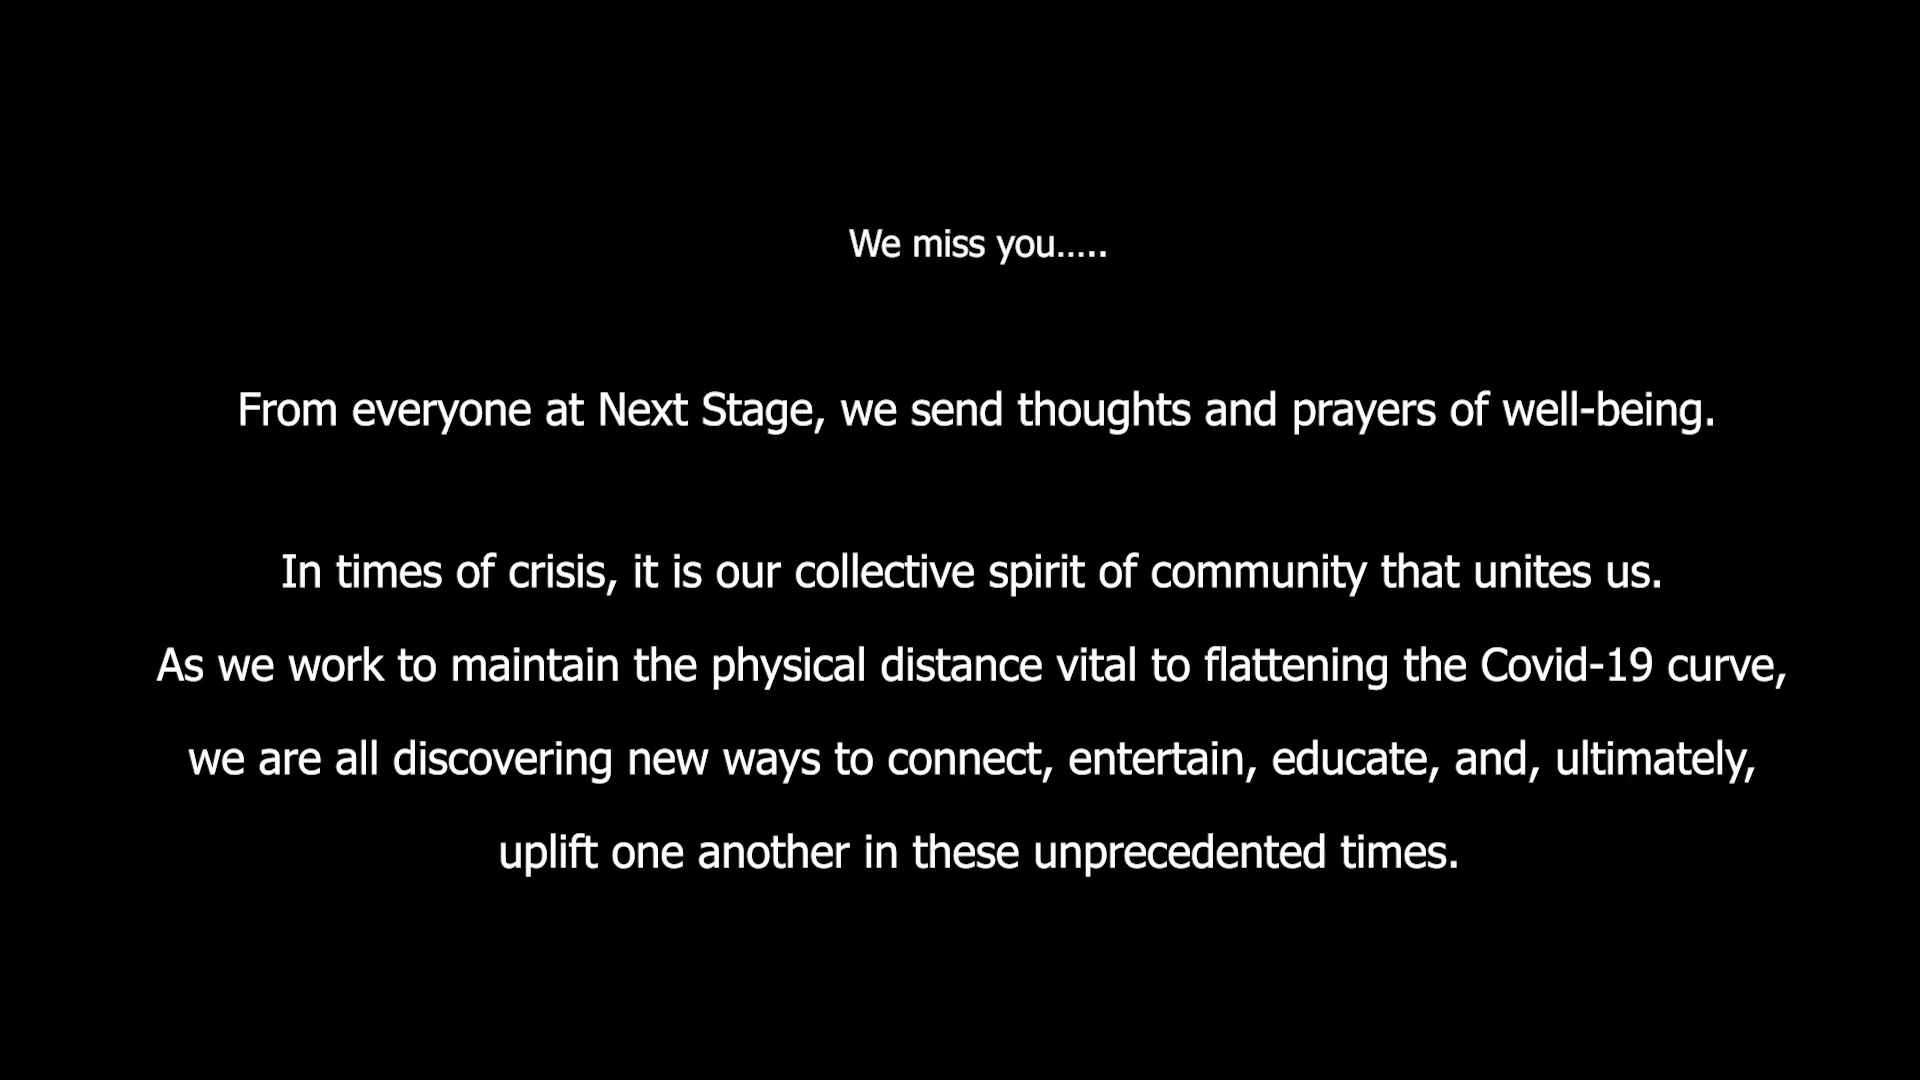 We miss you.....
From everyone at Next Stage, we send thoughts and prayers of well-being.
In times of crisis, it is our collective spirit of community that unites us.
As we work to maintain the physical distance vital to flattening the Covid-19 curve,
we are all discovering new ways to connect, entertain, educate, and, ultimately,
uplift one another in these unprecedented times.